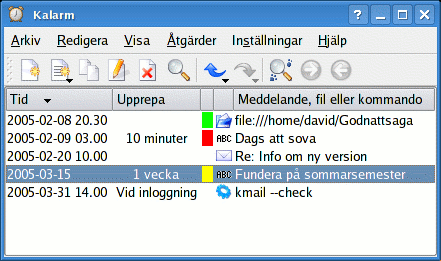 Kalarm
Arkiv Redigera Visa Åtgärder Inställningar Hjälp
Tid Upprepa Meddelande, fil eller kommando
2005-02-08 20.30 file:///home/david/Godnattsaga
2005-02-09 03.00 10 minuter ABC Dags att sova
2005-02-20 10.00 Re: Info om ny version
2005-03-15 1 vecka ABC Fundera på sommarsemester
2005-03-31 14.00 Vid inloggning kmail --check